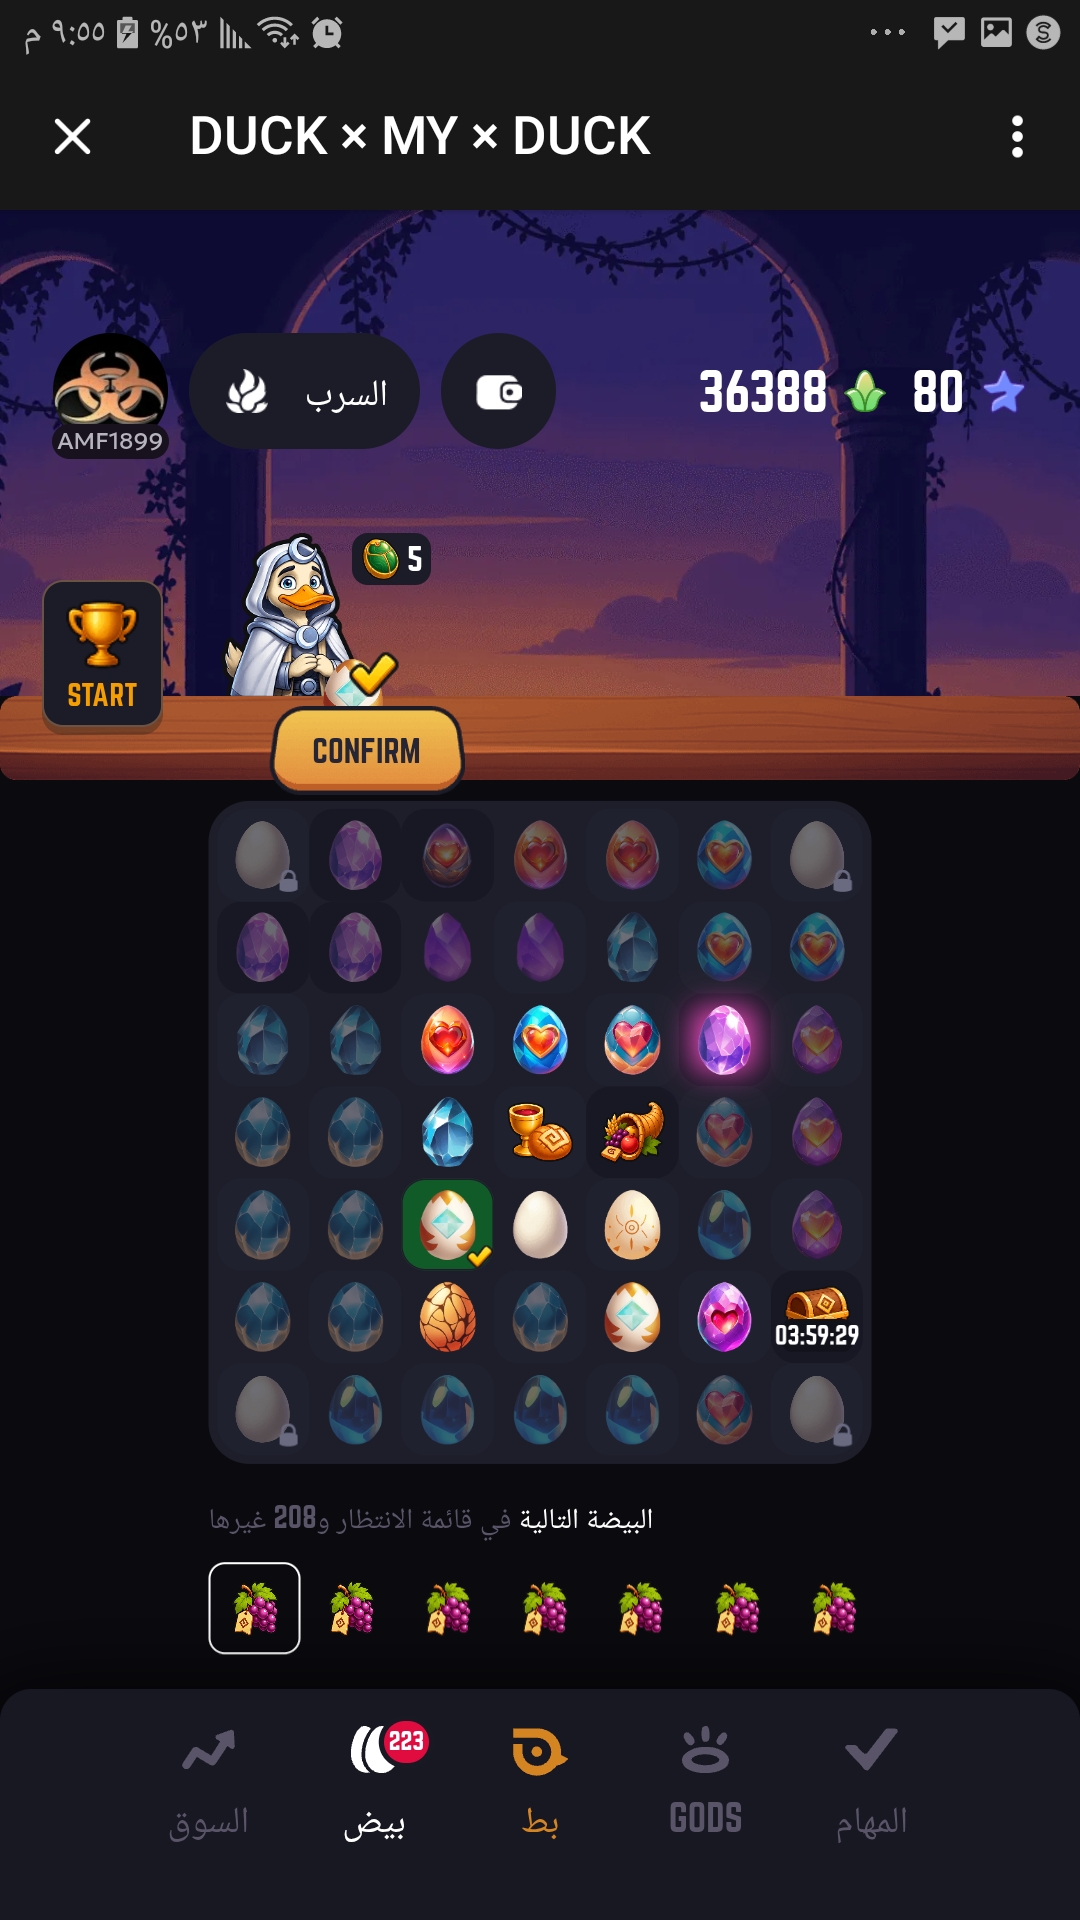 م ٩:٥٥ %٥٣
DUCK × MY × DUCK
السرب
36388 80
AMF1899
5
START
CONFIRM
03:59:29
البيضة التالية في قائمة الانتظار و208 غيرها
223
السوق بيض بط GODS المهام